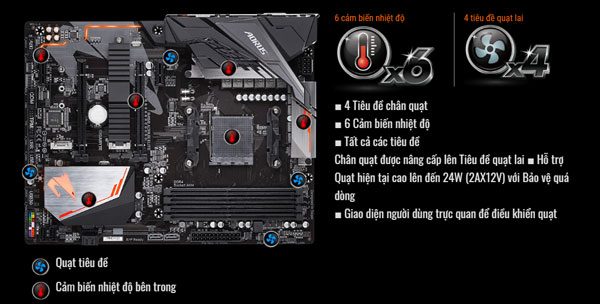 6 cảm biến nhiệt độ
x6
4 tiêu đề quạt lai
x4
■ 4 Tiêu đề chân quạt
■ 6 Cảm biến nhiệt độ
■ Tất cả các tiêu đề
Chân quạt được nâng cấp lên Tiêu đề quạt lai ■ Hỗ trợ
Quạt hiện tại cao lên đến 24W (2AX12V) với Bảo vệ quá
dòng
■ Giao diện người dùng trực quan để điều khiển quạt
AORUS
Quạt tiêu đề
Cảm biến nhiệt độ bên trong